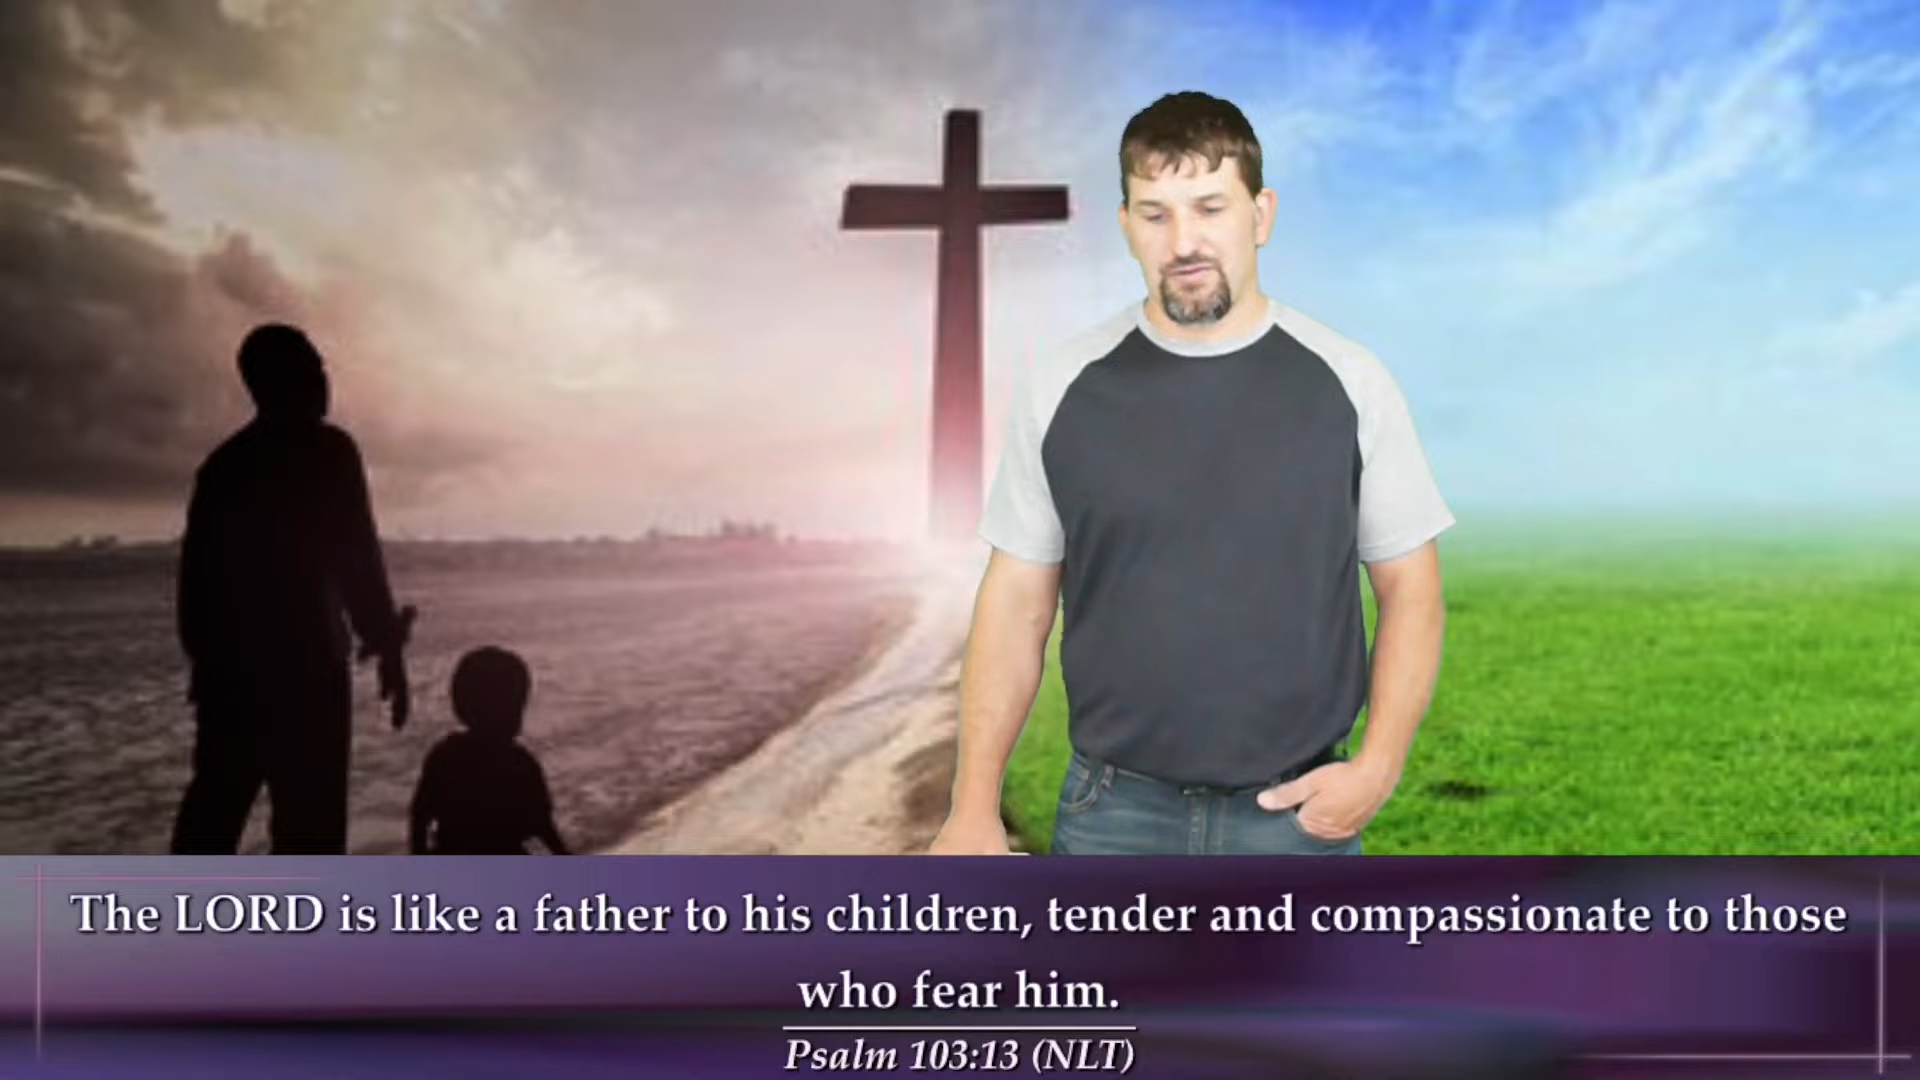 The LORD is like a father to his children, tender and compassionate to those
who fear him.
Psalm 103:13 (NLT)